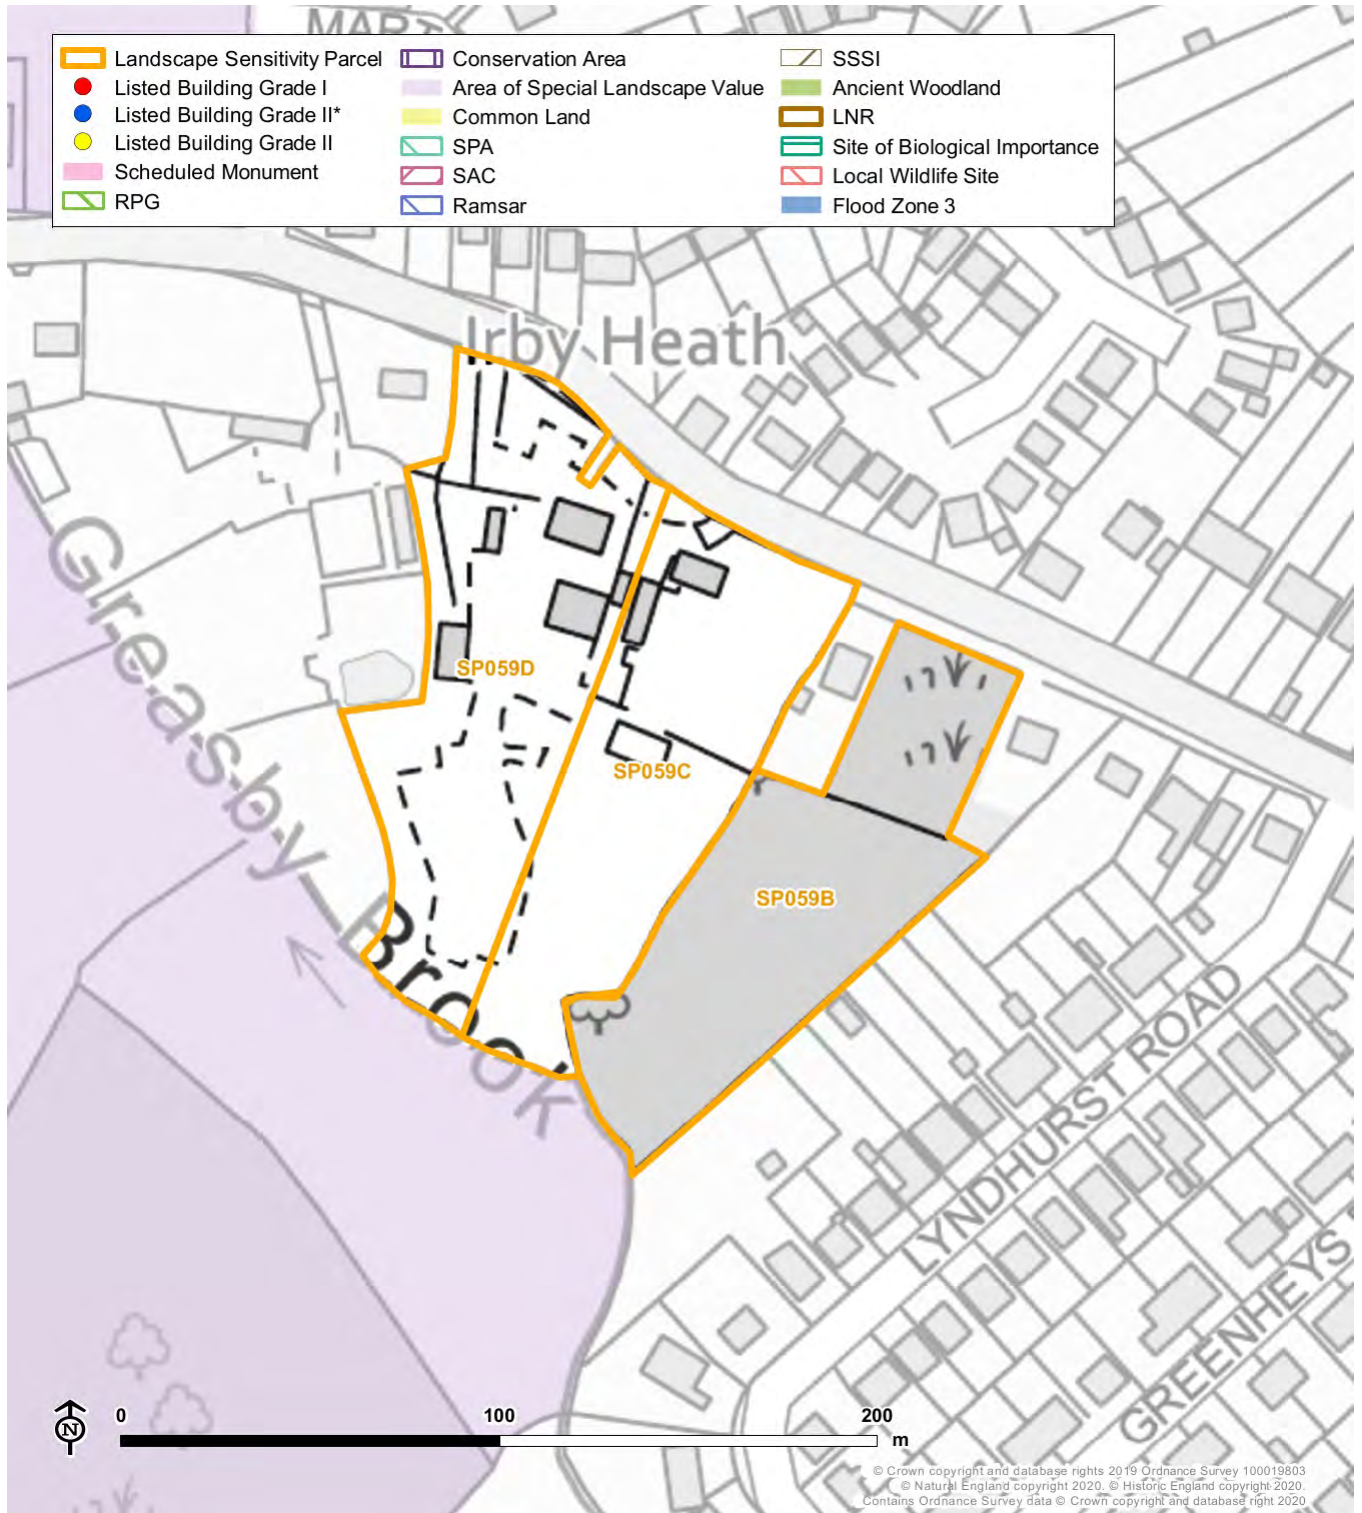 MART
Landscape Sensitivity Parcel
Listed Building Grade I
Listed Building Grade II*
Listed Building Grade II
Scheduled Monument
RPG
Conservation Area
Area of Special Landscape Value
Common Land
SPA
SAC
Ramsar
SSSI
Ancient Woodland
LNR
Site of Biological Importance
Local Wildlife Site
Flood Zone 3
Irby Heath
Greasby Brook
SP059D
SP059C
SP059B
LYNDHURST ROAD
GREENHEYS
N
0 100 200
m
© Crown copyright and database rights 2019 Ordnance Survey 100019803
© Natural England copyright 2020. © Historic England copyright 2020.
Contains Ordnance Survey data © Crown copyright and database right 2020